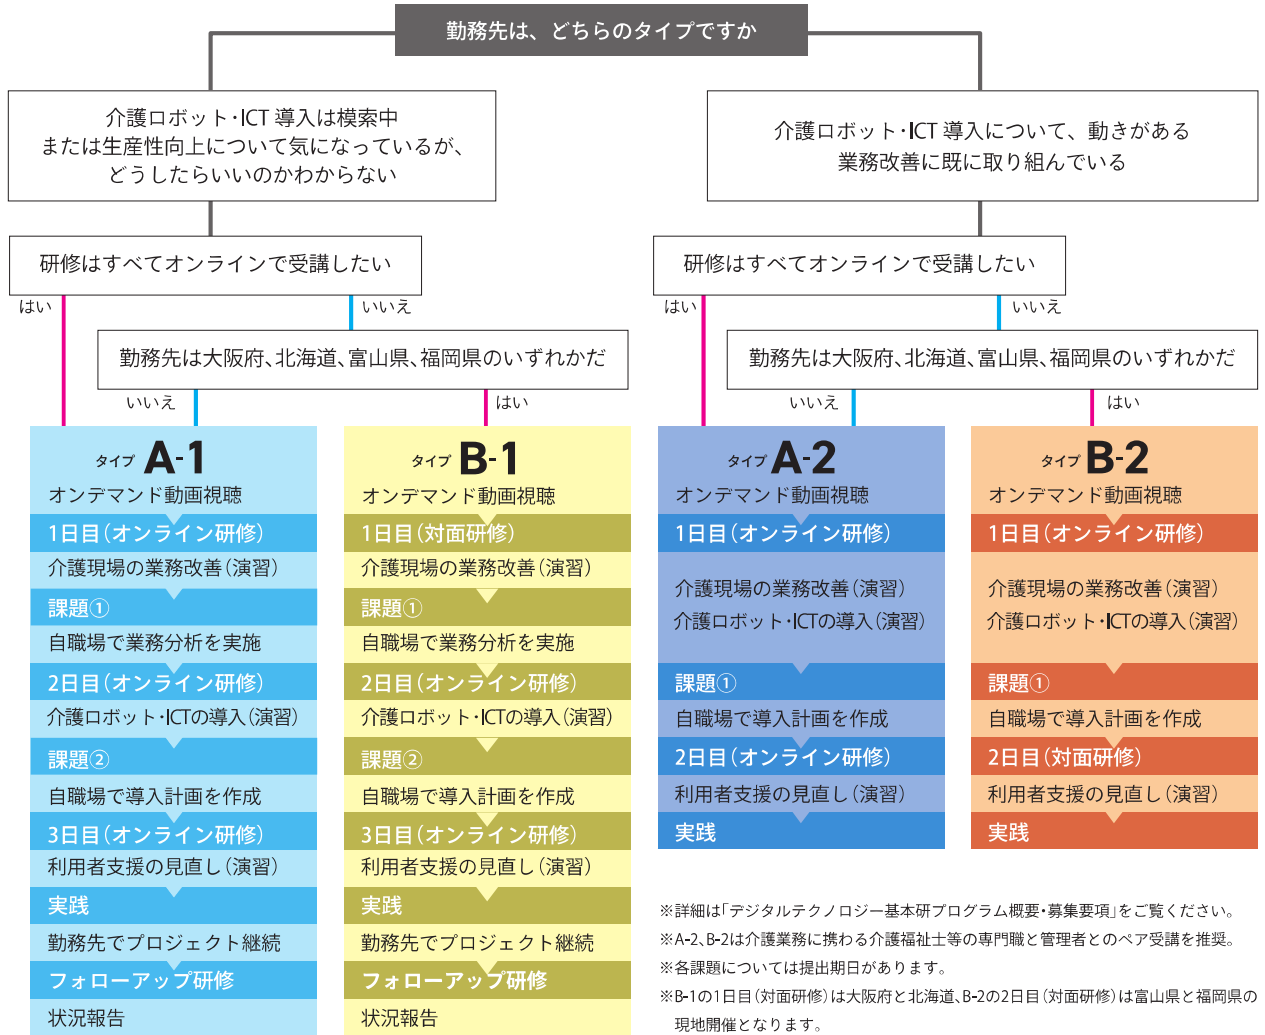 勤務先は、どちらのタイプですか
介護ロボット・ICT 導入は模索中
または生産性向上について気になっているが、
どうしたらいいのかわからない
研修はすべてオンラインで受講したい
はい
いいえ
勤務先は大阪府、北海道、富山県、福岡県のいずれかだ
いいえ
はい
介護ロボット・ICT 導入について、動きがある
業務改善に既に取り組んでいる
研修はすべてオンラインで受講したい
はい
いいえ
勤務先は大阪府、北海道、富山県、福岡県のいずれかだ
いいえ
はい
タイプ A-1
オンデマンド動画視聴
1日目(オンライン研修)
介護現場の業務改善(演習)
課題①
自職場で業務分析を実施
2日目(オンライン研修)
介護ロボット・ICTの導入(演習)
課題②
自職場で導入計画を作成
3日目(オンライン研修)
利用者支援の見直し(演習)
実践
勤務先でプロジェクト継続
フォローアップ研修
状況報告
タイプ B-1
オンデマンド動画視聴
1日目(対面研修)
介護現場の業務改善(演習)
課題①
自職場で業務分析を実施
2日目(オンライン研修)
介護ロボット・ICTの導入(演習)
課題②
自職場で導入計画を作成
3日目(オンライン研修)
利用者支援の見直し(演習)
実践
勤務先でプロジェクト継続
フォローアップ研修
状況報告
タイプ A-2
オンデマンド動画視聴
1日目(オンライン研修)
介護現場の業務改善(演習)
介護ロボット・ICTの導入(演習)
課題①
自職場で導入計画を作成
2日目(オンライン研修)
利用者支援の見直し(演習)
実践
タイプ B-2
オンデマンド動画視聴
1日目(オンライン研修)
介護現場の業務改善(演習)
介護ロボット・ICTの導入(演習)
課題①
自職場で導入計画を作成
2日目(対面研修)
利用者支援の見直し(演習)
実践
※詳細は「デジタルテクノロジー基本研プログラム概要・募集要項」をご覧ください。
※A-2、B-2は介護業務に携わる介護福祉士等の専門職と管理者とのペア受講を推奨。
※各課題については提出期日があります。
※B-1の1日目(対面研修)は大阪府と北海道、B-2の2日目(対面研修)は富山県と福岡県の
現地開催となります。